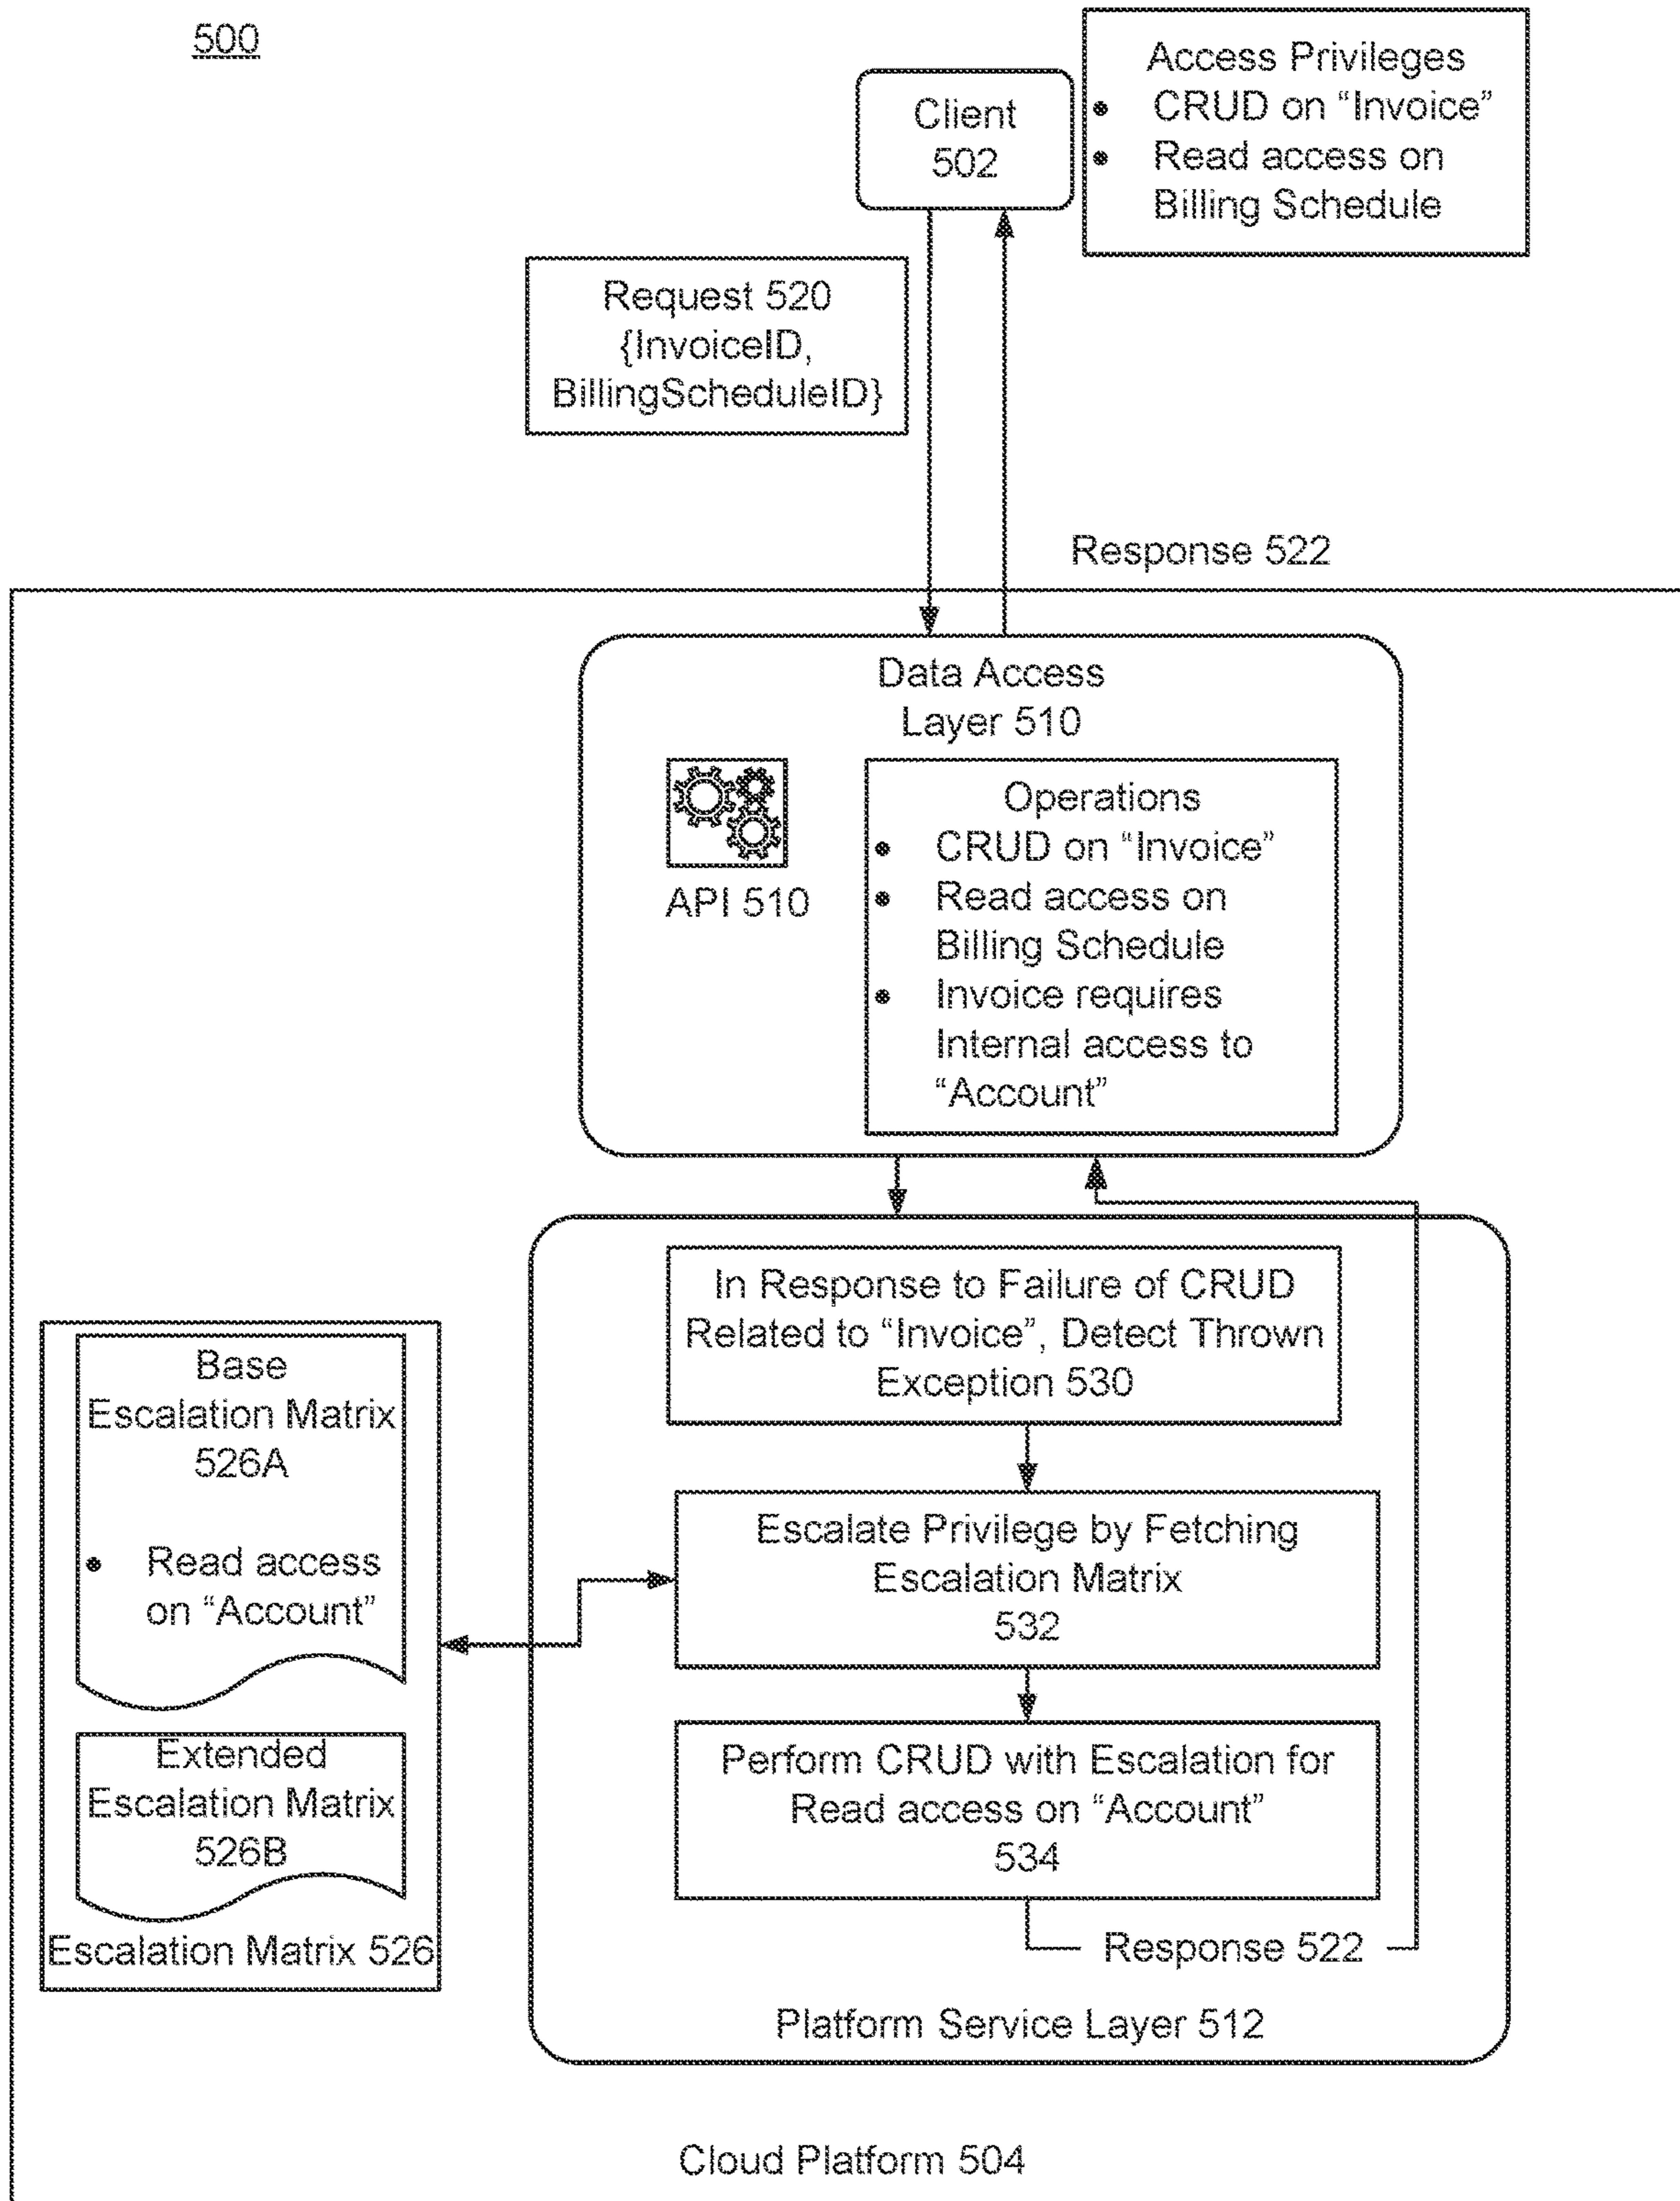 500
Client
502
Access Privileges
• CRUD on “Invoice”
• Read access on
Billing Schedule
Request 520
{InvoiceID,
BillingScheduleID}
Response 522
Data Access
Layer 510
API 510
Operations
• CRUD on “Invoice”
• Read access on
Billing Schedule
• Invoice requires
Internal access to
“Account”
In Response to Failure of CRUD
Related to “Invoice”, Detect Thrown
Exception 530
Base
Escalation Matrix
526A
• Read access
on “Account”
Extended
Escalation Matrix
526B
Escalation Matrix 526
Escalate Privilege by Fetching
Escalation Matrix
532
Perform CRUD with Escalation for
Read access on “Account”
534
Response 522
Platform Service Layer 512
Cloud Platform 504